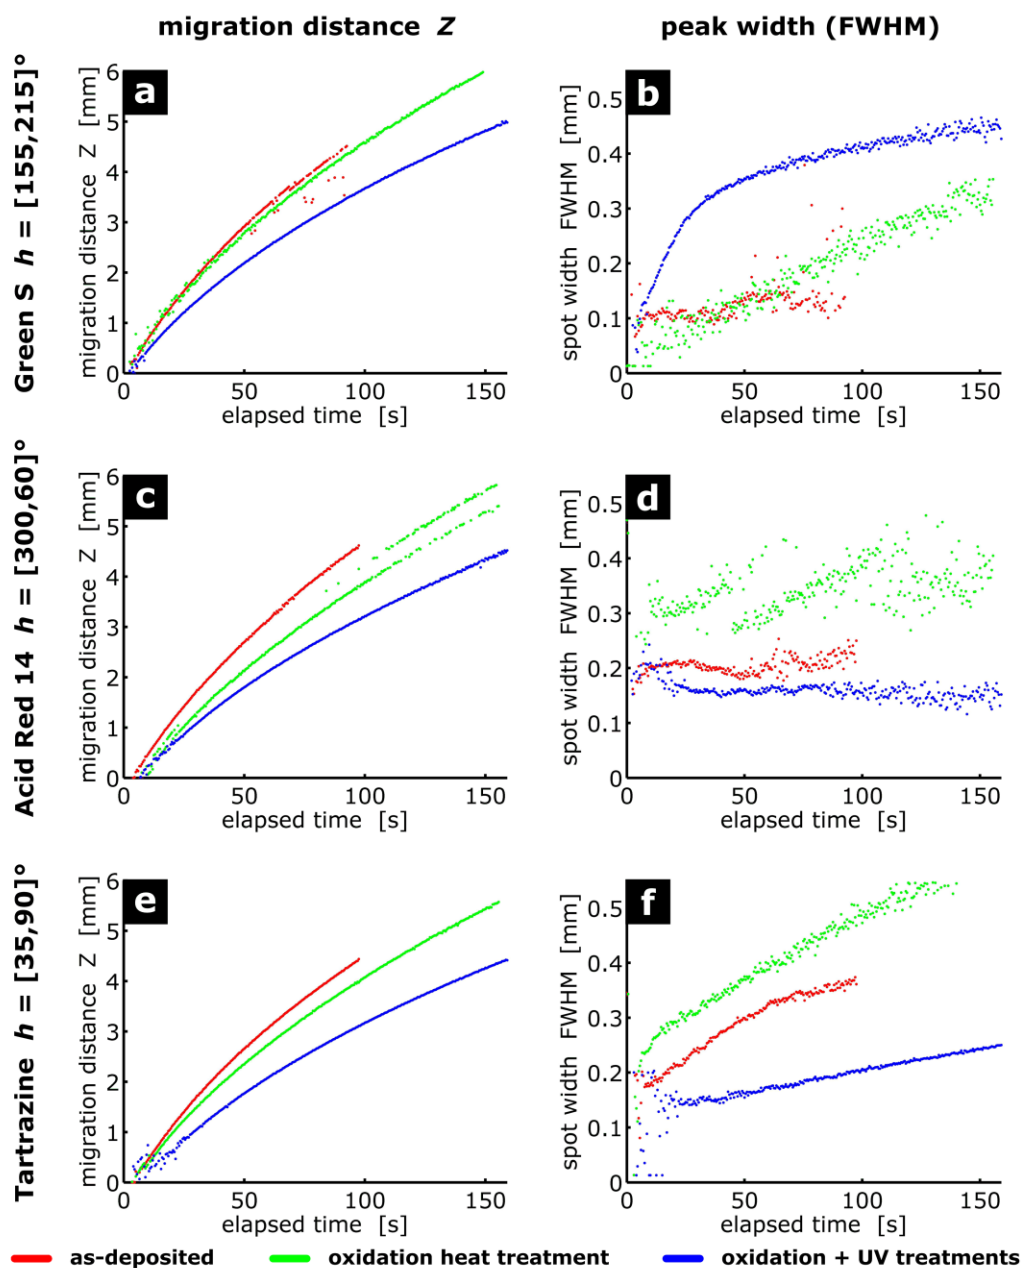 migration distance Z
peak width (FWHM)
Green S h = [155,215]°
a
migration distance Z [mm]
6
5
4
3
2
1
0
0 50 100 150
elapsed time [s]
b
spot width FWHM [mm]
0.5
0.4
0.3
0.2
0.1
0
0 50 100 150
elapsed time [s]
Acid Red 14 h = [300,60]°
c
migration distance Z [mm]
6
5
4
3
2
1
0
0 50 100 150
elapsed time [s]
d
spot width FWHM [mm]
0.5
0.4
0.3
0.2
0.1
0
0 50 100 150
elapsed time [s]
Tartrazine h = [35,90]°
e
migration distance Z [mm]
6
5
4
3
2
1
0
0 50 100 150
elapsed time [s]
f
spot width FWHM [mm]
0.5
0.4
0.3
0.2
0.1
0
0 50 100 150
elapsed time [s]
as-deposited
oxidation heat treatment
oxidation + UV treatments